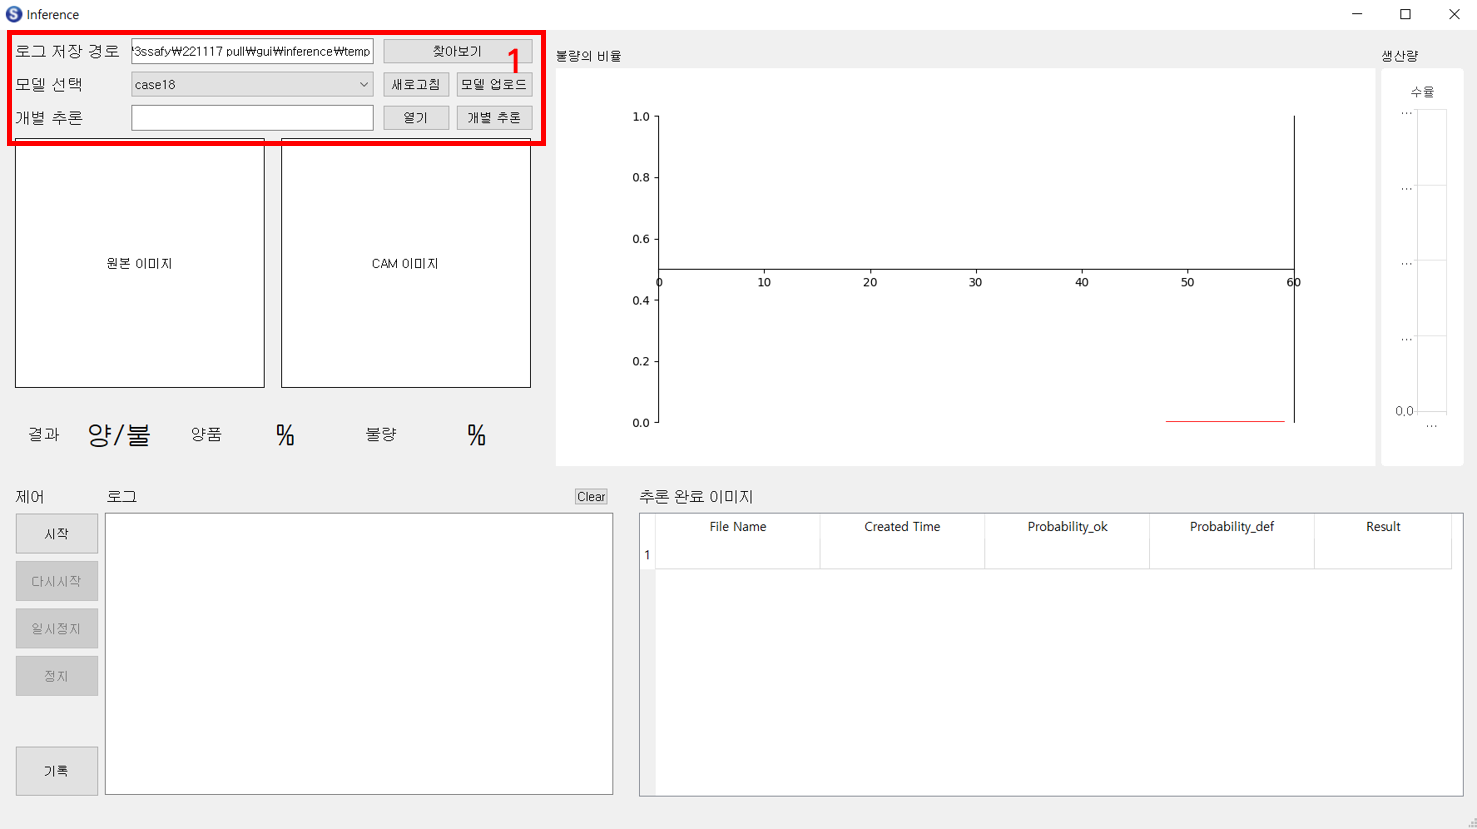 Inference
로그 저장 경로 '3ssafy\221117 pull\gui\inference\temp 찾아보기 1
모델 선택 case18 새로고침 모델 업로드
개별 추론 열기 개별 추론
원본 이미지 CAM 이미지
결과 양/불 양품 % 불량 %
불량의 비율
1.0
0.8
0.6
0.4
0.2
0.0
0 10 20 30 40 50 60
생산량
수율
...
...
...
...
0.0
...
제어
시작
다시시작
일시정지
정지
기록
로그 Clear
추론 완료 이미지
File Name Created Time Probability_ok Probability_def Result
1